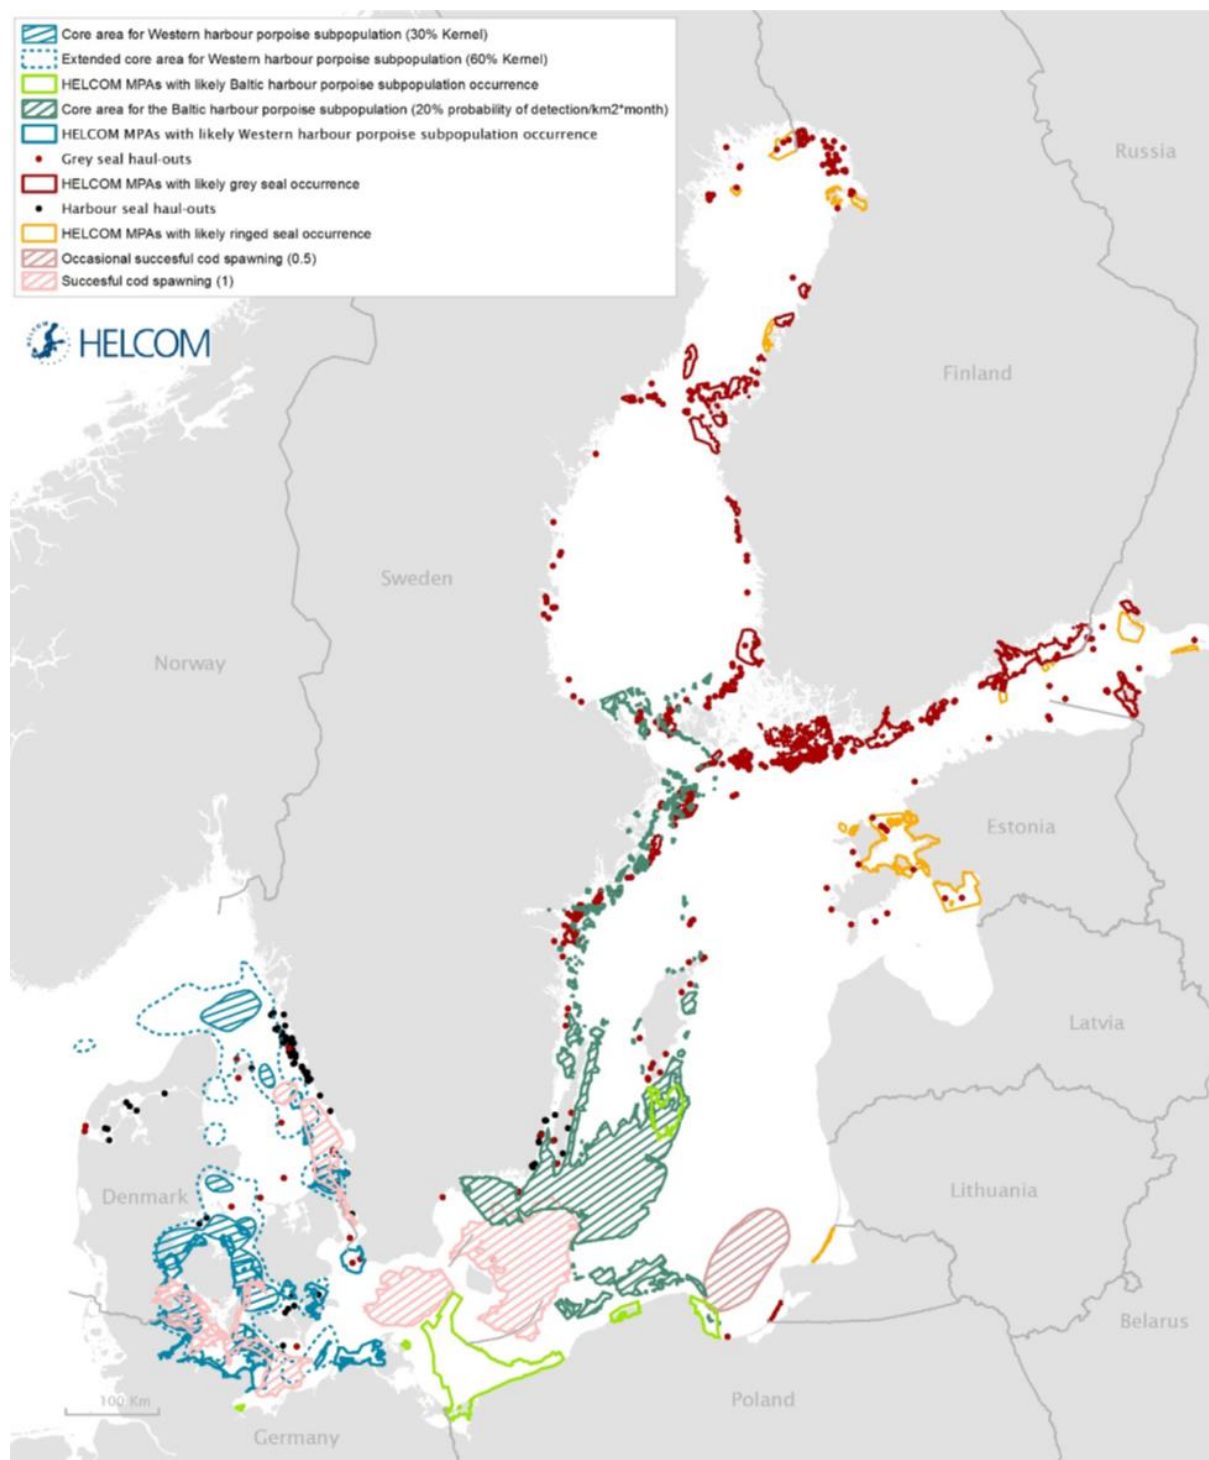 Core area for Western harbour porpoise subpopulation (30% Kernel)
Extended core area for Western harbour porpoise subpopulation (60% Kernel)
HELCOM MPAs with likely Baltic harbour porpoise subpopulation occurrence
Core area for the Baltic harbour porpoise subpopulation (20% probability of detection/km2*month)
HELCOM MPAs with likely Western harbour porpoise subpopulation occurrence
Grey seal haul-outs
HELCOM MPAs with likely grey seal occurrence
Harbour seal haul-outs
HELCOM MPAs with likely ringed seal occurrence
Occasional succesful cod spawning (0.5)
Succesful cod spawning (1)
HELCOM
Russia
Finland
Sweden
Norway
Estonia
Latvia
Denmark
Lithuania
Belarus
Poland
100 Km
Germany